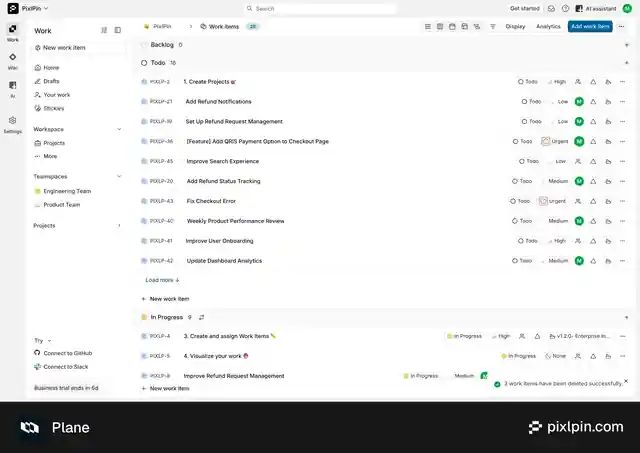 PixlPin
Search
Get started
AI assistant
M
Work
Wiki
AI
Settings
Work
New work item
Home
Drafts
Your work
Stickies
Workspace
Projects
More
Teamspaces
Engineering Team
Product Team
Projects
Try
Connect to GitHub
Connect to Slack
Business trial ends in 6d
PixlPin > Work items
Display
Analytics
Add work item
Backlog 0
Todo 18
PIXLP-2 1. Create Projects Todo High
PIXLP-21 Add Refund Notifications Todo Low M
PIXLP-19 Set Up Refund Request Management Todo Low M
PIXLP-36 [Feature] Add QRIS Payment Option to Checkout Page Todo Urgent M
PIXLP-45 Improve Search Experience Todo Low
PIXLP-20 Add Refund Status Tracking Todo Medium M
PIXLP-43 Fix Checkout Error Todo Urgent
PIXLP-40 Weekly Product Performance Review Todo Medium M
PIXLP-41 Improve User Onboarding Todo High
PIXLP-42 Update Dashboard Analytics Todo Medium M
Load more ↓
+ New work item
In Progress 9
PIXLP-4 3. Create and assign Work Items In Progress High v1.2.0- Enterprise In...
PIXLP-5 4. Visualize your work In Progress None
Improve Refund Request Management In Progress Medium
+ New work item
3 work items have been deleted successfully.
Plane
pixlpin.com